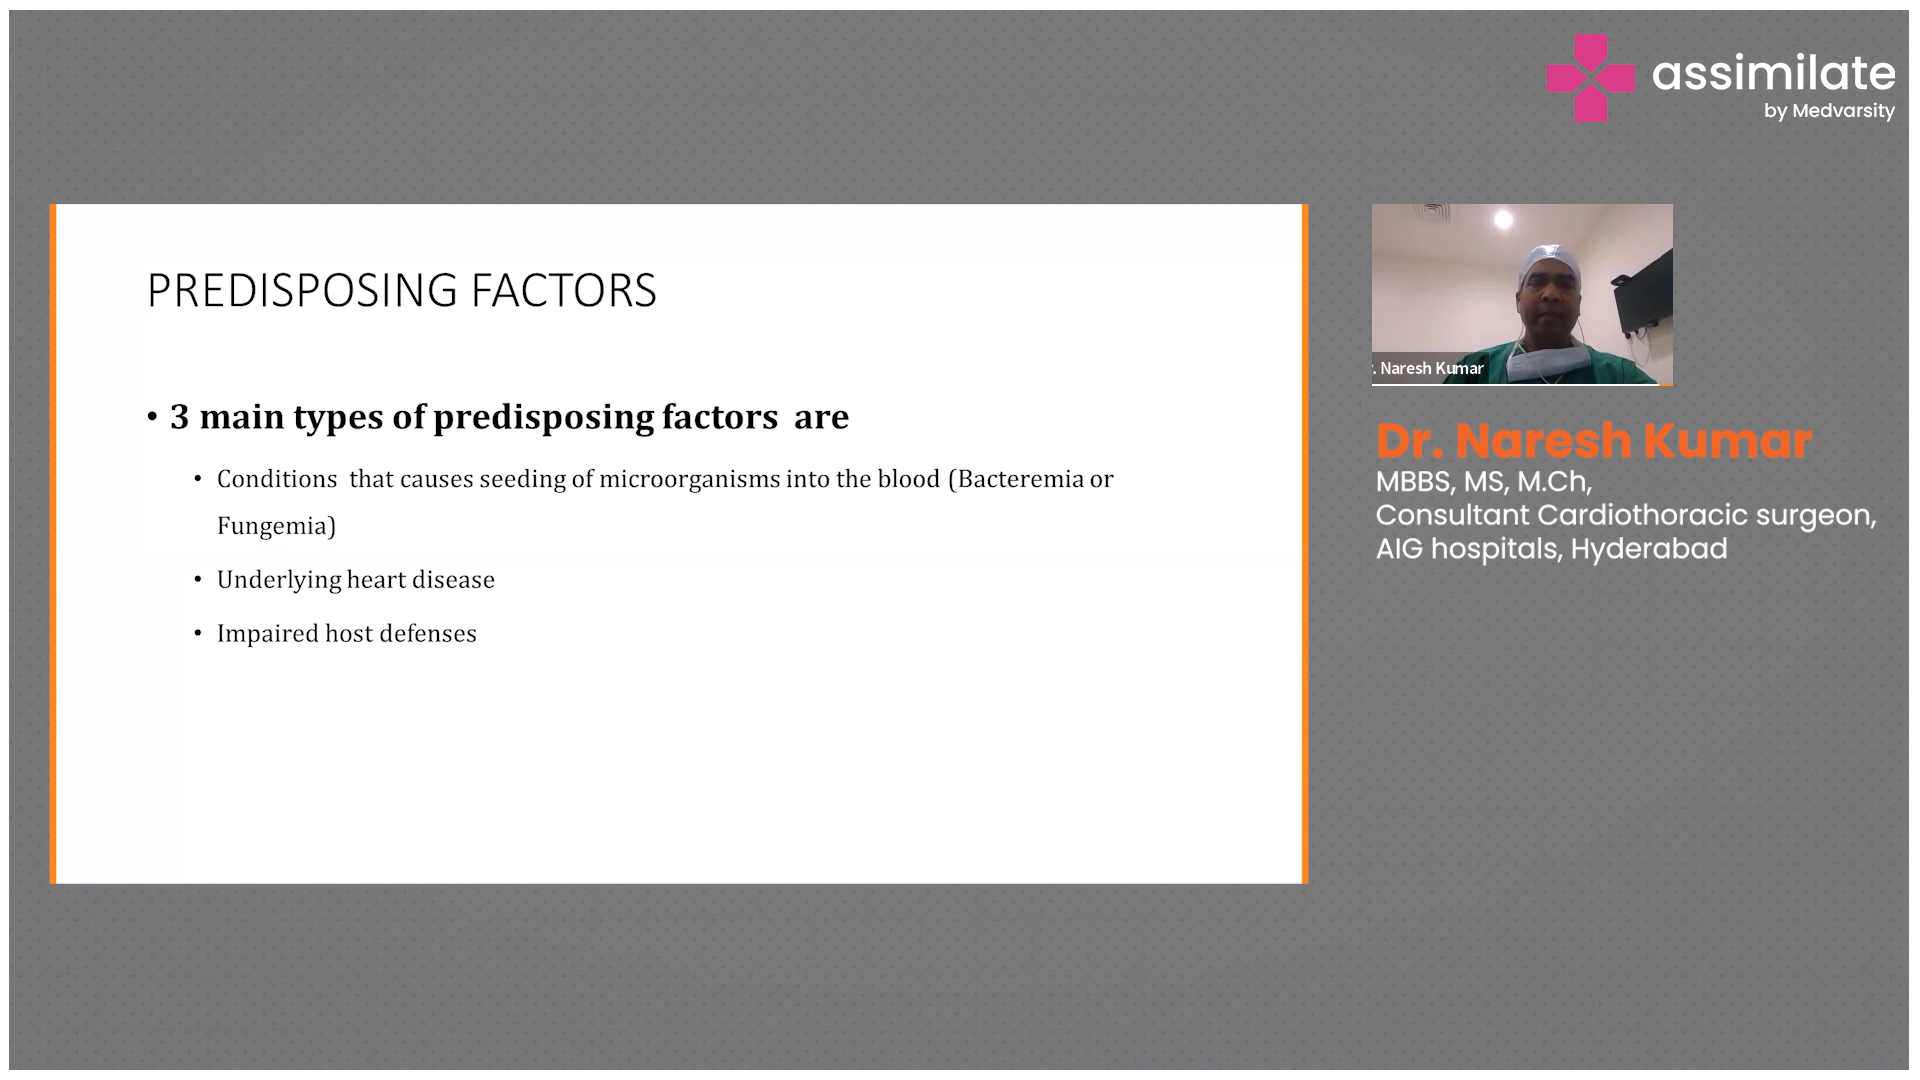 assimilate
by Medvarsity
PREDISPOSING FACTORS
• 3 main types of predisposing factors are
• Conditions that causes seeding of microorganisms into the blood (Bacteremia or
Fungemia)
• Underlying heart disease
• Impaired host defenses
. Naresh Kumar
Dr. Naresh Kumar
MBBS, MS, M.Ch,
Consultant Cardiothoracic surgeon,
AIG hospitals, Hyderabad